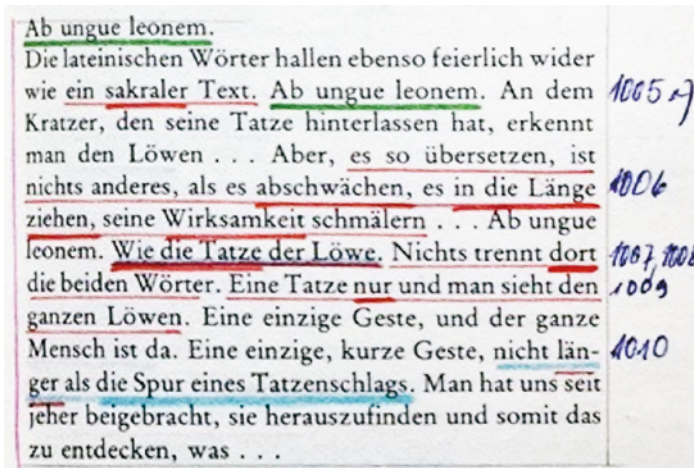 Ab ungue leonem.
Die lateinischen Wörter hallen ebenso feierlich wider
wie ein sakraler Text. Ab ungue leonem. An dem 1005
Kratzer, den seine Tatze hinterlassen hat, erkennt
man den Löwen . . . Aber, es so übersetzen, ist
nichts anderes, als es abschwächen, es in die Länge 1006
ziehen, seine Wirksamkeit schmälern . . . Ab ungue
leonem. Wie die Tatze der Löwe. Nichts trennt dort 1007, 1008
die beiden Wörter. Eine Tatze nur und man sieht den 1009
ganzen Löwen. Eine einzige Geste, und der ganze
Mensch ist da. Eine einzige, kurze Geste, nicht län- 1010
ger als die Spur eines Tatzenschlags. Man hat uns seit
jeher beigebracht, sie herauszufinden und somit das
zu entdecken, was . . .